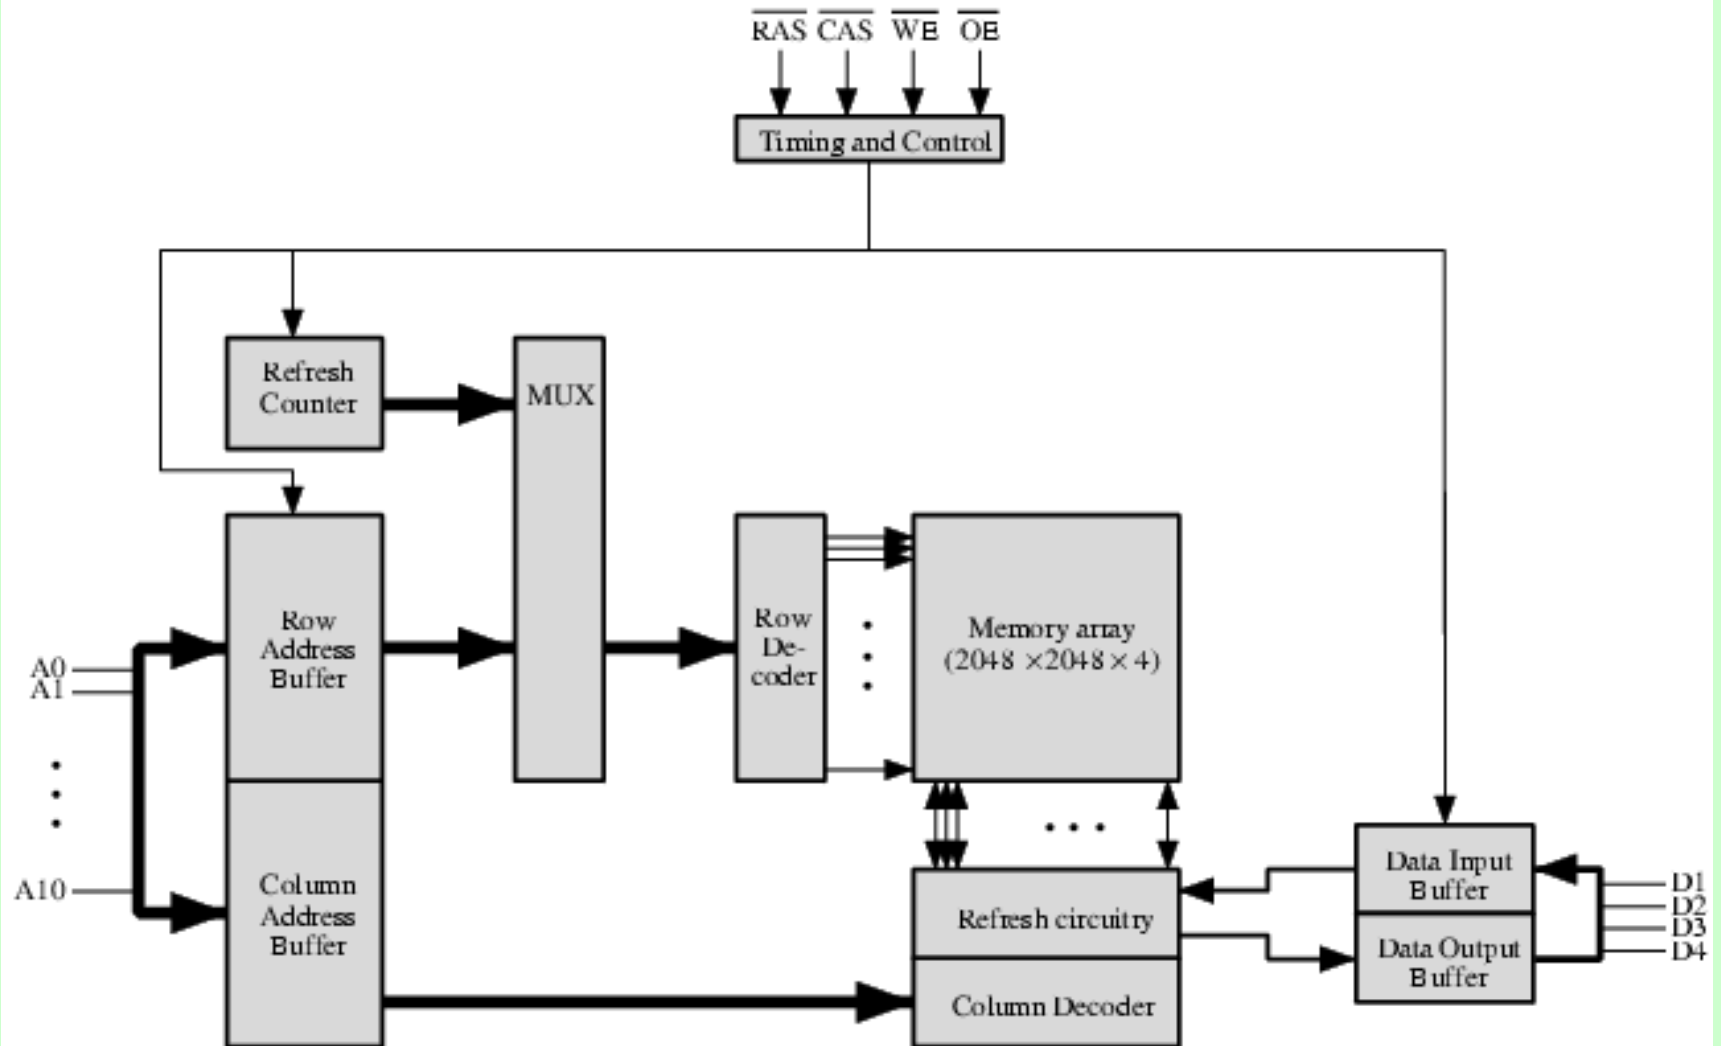 RAS CAS WE OE
Timing and Control
Refresh
Counter
MUX
Row
Address
Buffer
Row
De-
coder
Memory array
(2048 ×2048 × 4)
A0
A1
A10
Column
Address
Buffer
Refresh circuitry
Column Decoder
Data Input
Buffer
Data Output
Buffer
D1
D2
D3
D4